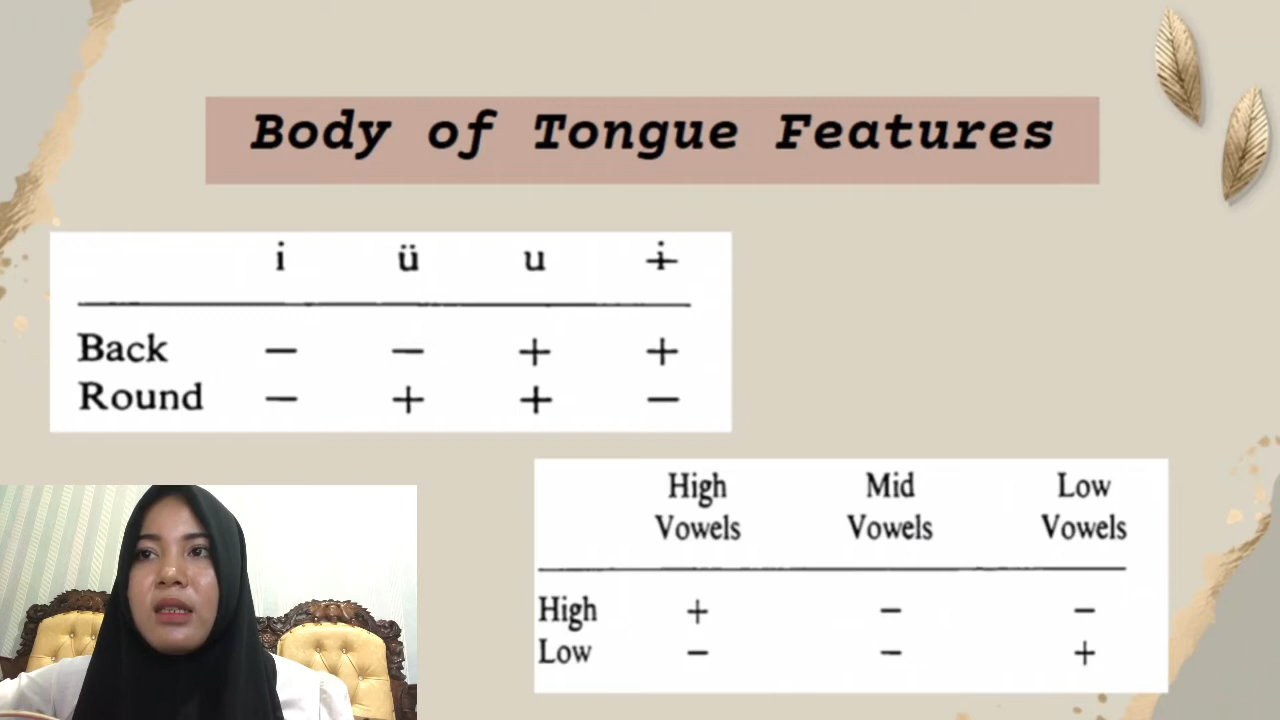 Body of Tongue Features
i ü u ɨ
Back − − + +
Round − + + −
High Mid Low
Vowels Vowels Vowels
High + − −
Low − − +